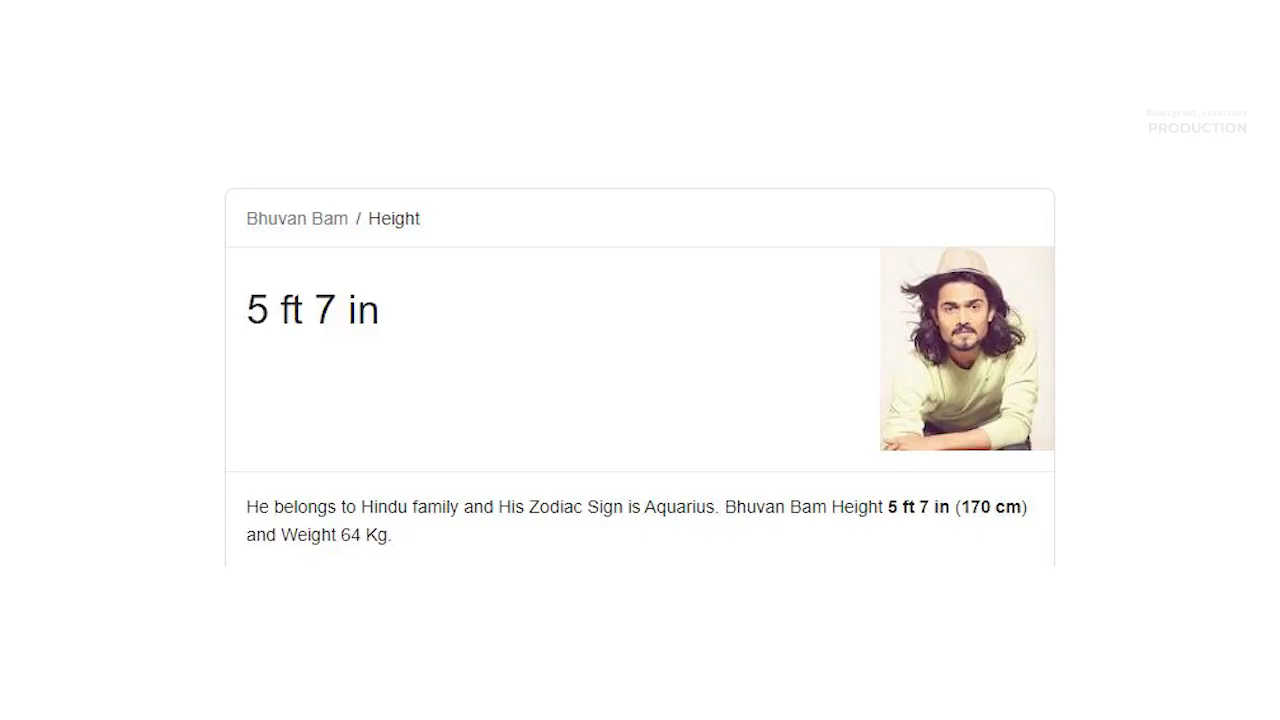 PRODUCTION
Bhuvan Bam / Height
5 ft 7 in
He belongs to Hindu family and His Zodiac Sign is Aquarius. Bhuvan Bam Height 5 ft 7 in (170 cm)
and Weight 64 Kg.